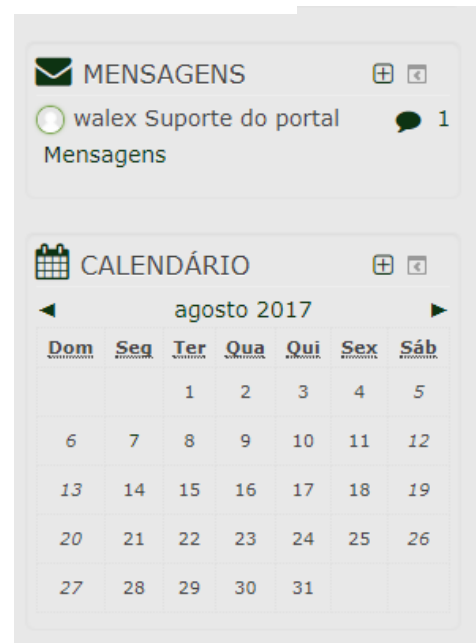 MENSAGENS
walex Suporte do portal 1
Mensagens
CALENDÁRIO
◄ agosto 2017 ►
Dom Seg Ter Qua Qui Sex Sáb
1 2 3 4 5
6 7 8 9 10 11 12
13 14 15 16 17 18 19
20 21 22 23 24 25 26
27 28 29 30 31